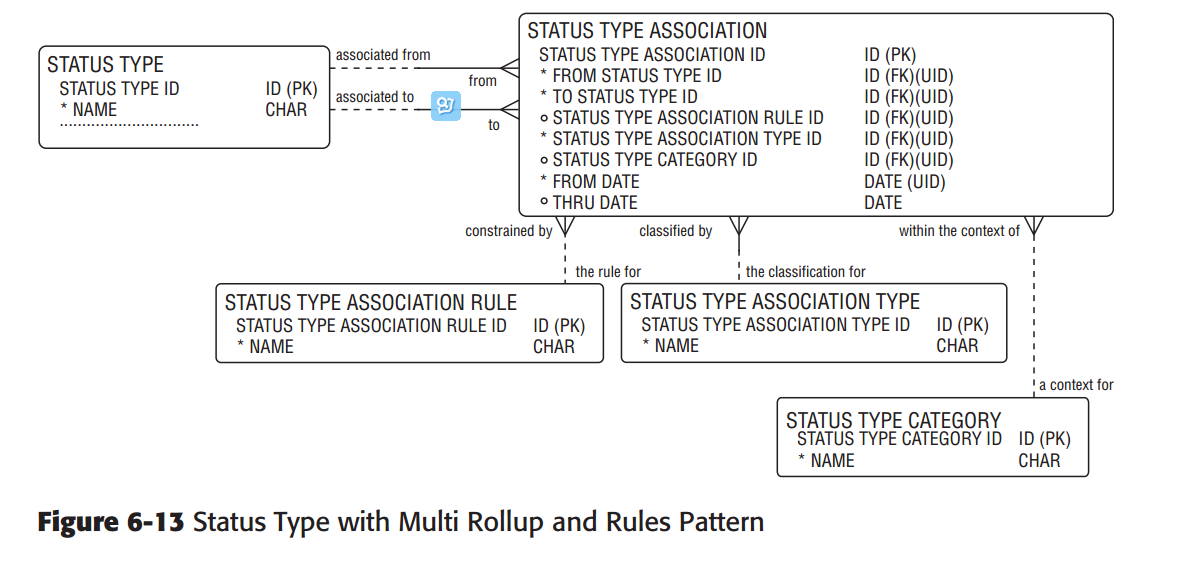 STATUS TYPE
STATUS TYPE ID ID (PK)
* NAME CHAR
associated from
from
associated to
to
STATUS TYPE ASSOCIATION
STATUS TYPE ASSOCIATION ID ID (PK)
* FROM STATUS TYPE ID ID (FK)(UID)
* TO STATUS TYPE ID ID (FK)(UID)
o STATUS TYPE ASSOCIATION RULE ID ID (FK)(UID)
* STATUS TYPE ASSOCIATION TYPE ID ID (FK)(UID)
o STATUS TYPE CATEGORY ID ID (FK)(UID)
* FROM DATE DATE (UID)
o THRU DATE DATE
constrained by
classified by
within the context of
the rule for
the classification for
STATUS TYPE ASSOCIATION RULE
STATUS TYPE ASSOCIATION RULE ID ID (PK)
* NAME CHAR
STATUS TYPE ASSOCIATION TYPE
STATUS TYPE ASSOCIATION TYPE ID ID (PK)
* NAME CHAR
a context for
STATUS TYPE CATEGORY
STATUS TYPE CATEGORY ID ID (PK)
* NAME CHAR
Figure 6-13 Status Type with Multi Rollup and Rules Pattern